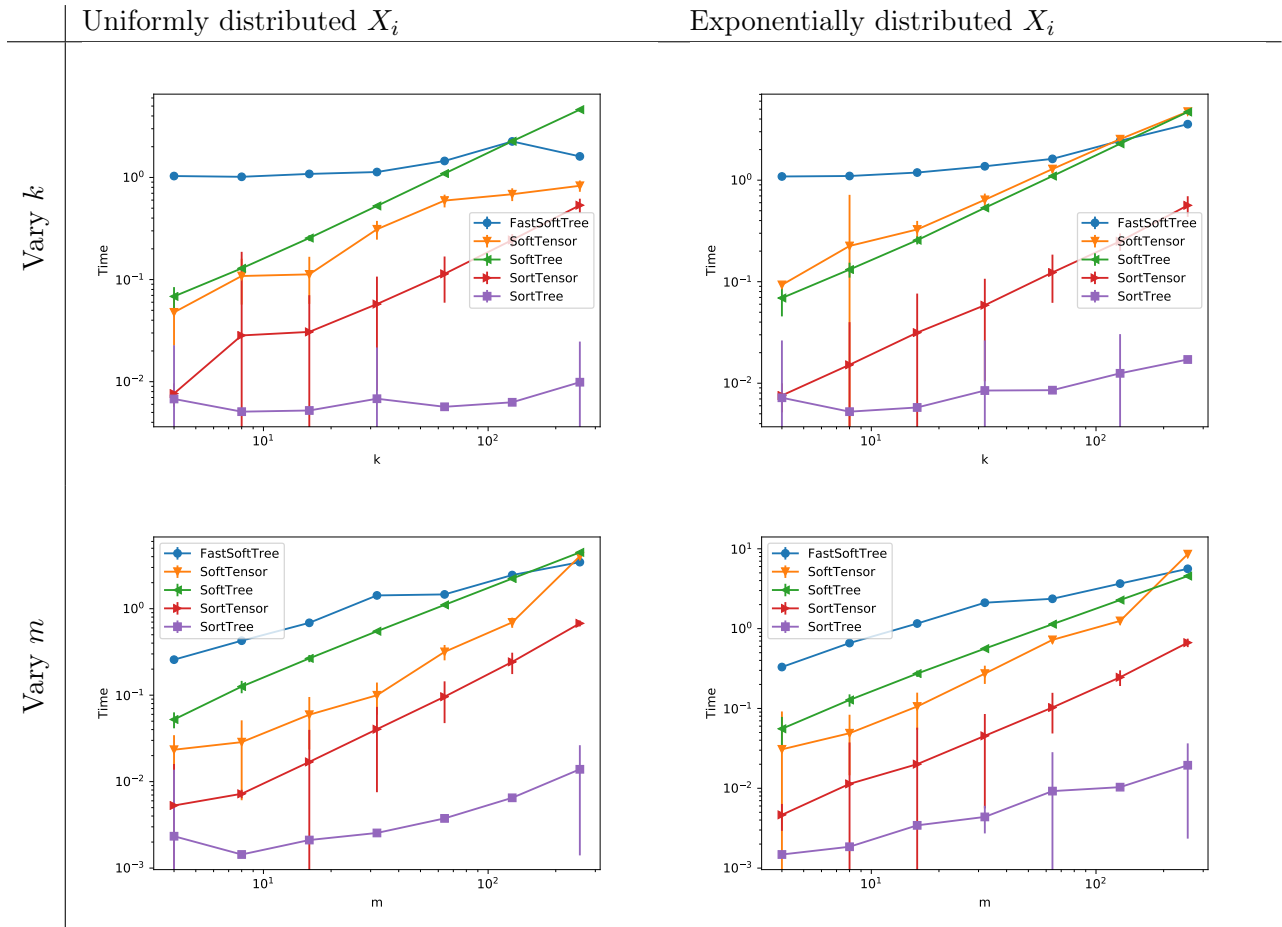 Uniformly distributed X_i
Exponentially distributed X_i
Vary k
Time
10^0
10^-1
10^-2
10^1
10^2
k
FastSoftTree
SoftTensor
SoftTree
SortTensor
SortTree
Time
10^0
10^-1
10^-2
10^1
10^2
k
FastSoftTree
SoftTensor
SoftTree
SortTensor
SortTree
Vary m
Time
10^0
10^-1
10^-2
10^-3
10^1
10^2
m
FastSoftTree
SoftTensor
SoftTree
SortTensor
SortTree
Time
10^1
10^0
10^-1
10^-2
10^-3
10^1
10^2
m
FastSoftTree
SoftTensor
SoftTree
SortTensor
SortTree